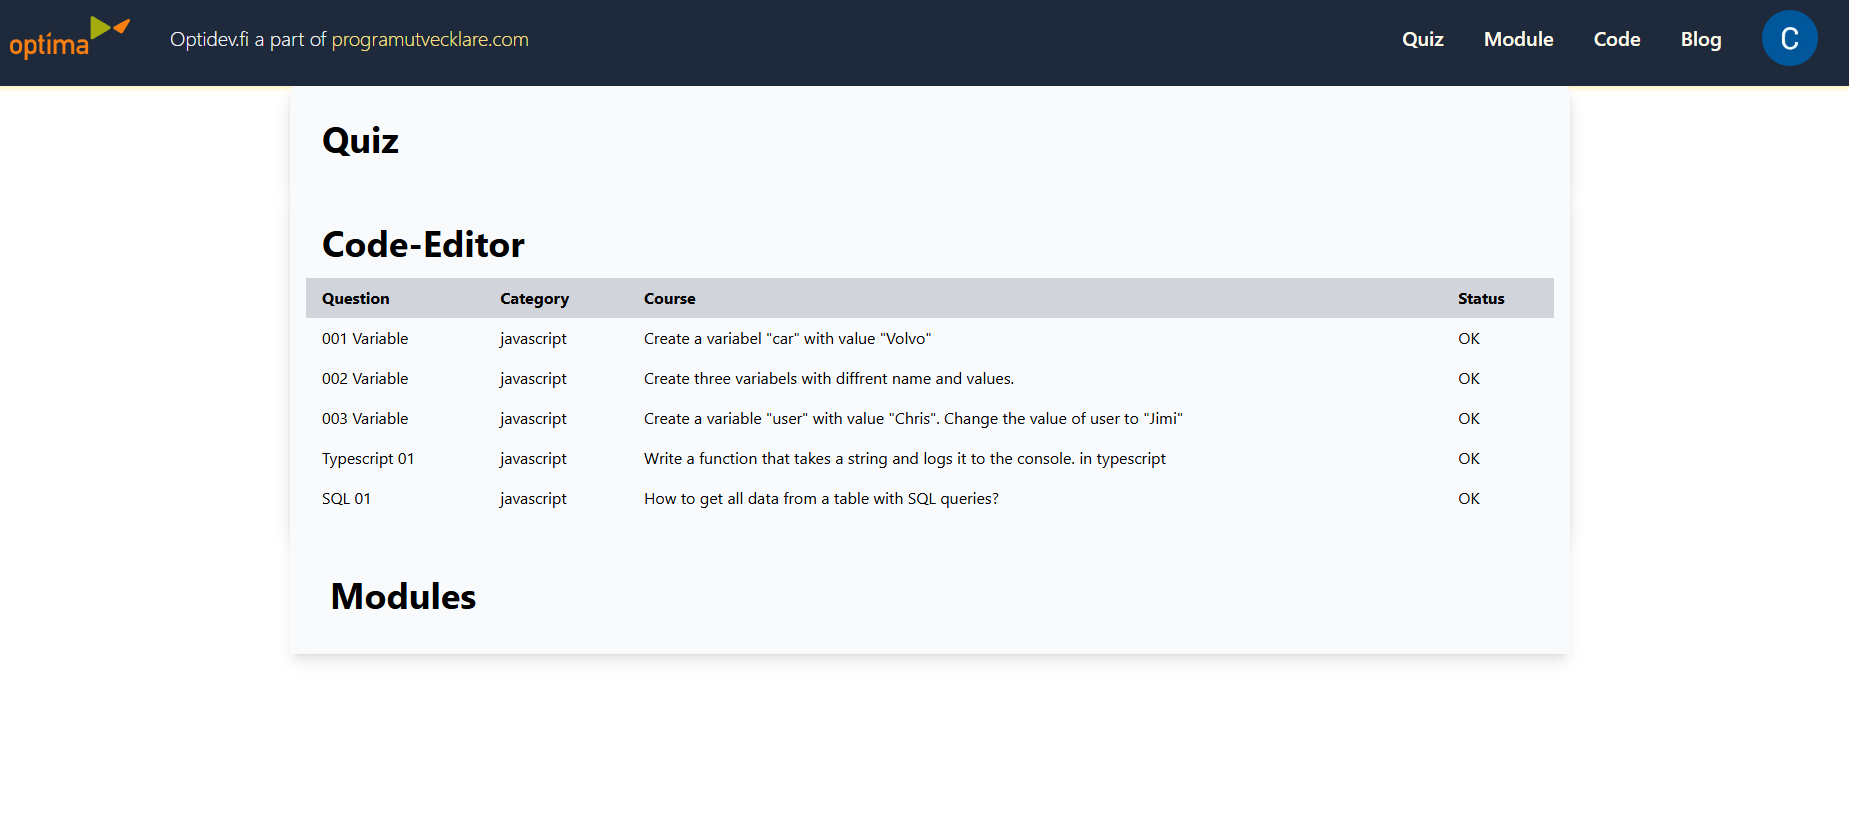 optima
Optidev.fi a part of programutvecklare.com
Quiz Module Code Blog C
Quiz
Code-Editor
Question Category Course Status
001 Variable javascript Create a variabel "car" with value "Volvo" OK
002 Variable javascript Create three variabels with diffrent name and values. OK
003 Variable javascript Create a variable "user" with value "Chris". Change the value of user to "Jimi" OK
Typescript 01 javascript Write a function that takes a string and logs it to the console. in typescript OK
SQL 01 javascript How to get all data from a table with SQL queries? OK
Modules